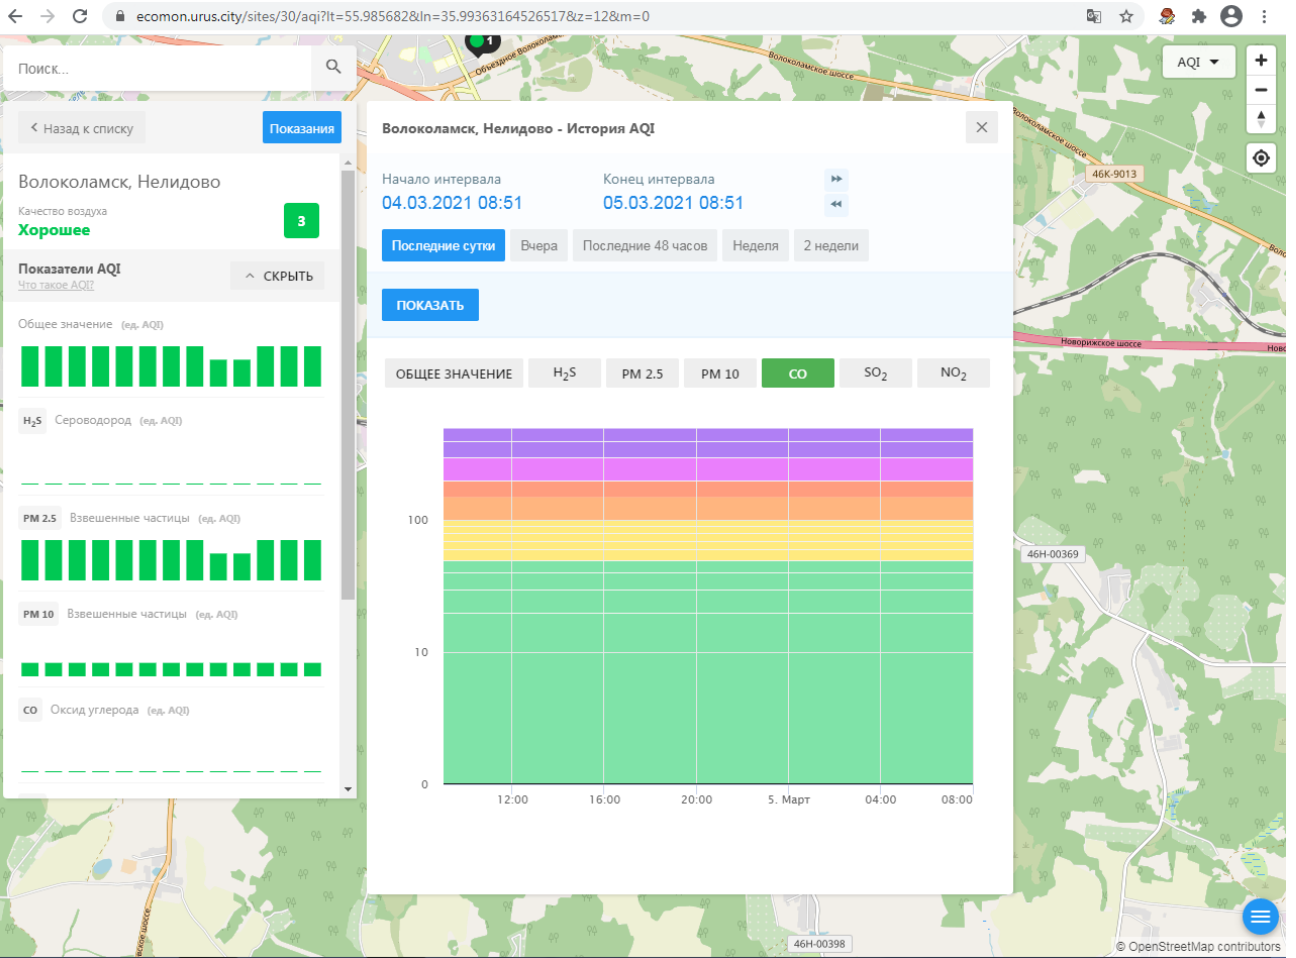 ecomon.urus.city/sites/30/aqi?lt=55.985682&ln=35.99363164526517&z=12&m=0
1
Объездное Волоколамск
Волоколамское шоссе
Поиск...
AQI
Назад к списку
Показания
Волоколамск, Нелидово
Качество воздуха
Хорошее
3
Показатели AQI
Что такое AQI?
СКРЫТЬ
Общее значение (ед. AQI)
H₂S Сероводород (ед. AQI)
PM 2.5 Взвешенные частицы (ед. AQI)
PM 10 Взвешенные частицы (ед. AQI)
CO Оксид углерода (ед. AQI)
Волоколамск, Нелидово - История AQI
Начало интервала
Конец интервала
04.03.2021 08:51
05.03.2021 08:51
Последние сутки
Вчера
Последние 48 часов
Неделя
2 недели
ПОКАЗАТЬ
ОБЩЕЕ ЗНАЧЕНИЕ
H₂S
PM 2.5
PM 10
CO
SO₂
NO₂
100
10
0
12:00
16:00
20:00
5. Март
04:00
08:00
Волоколамское шоссе
46К-9013
Новорижское шоссе
46Н-00369
46Н-00398
© OpenStreetMap contributors